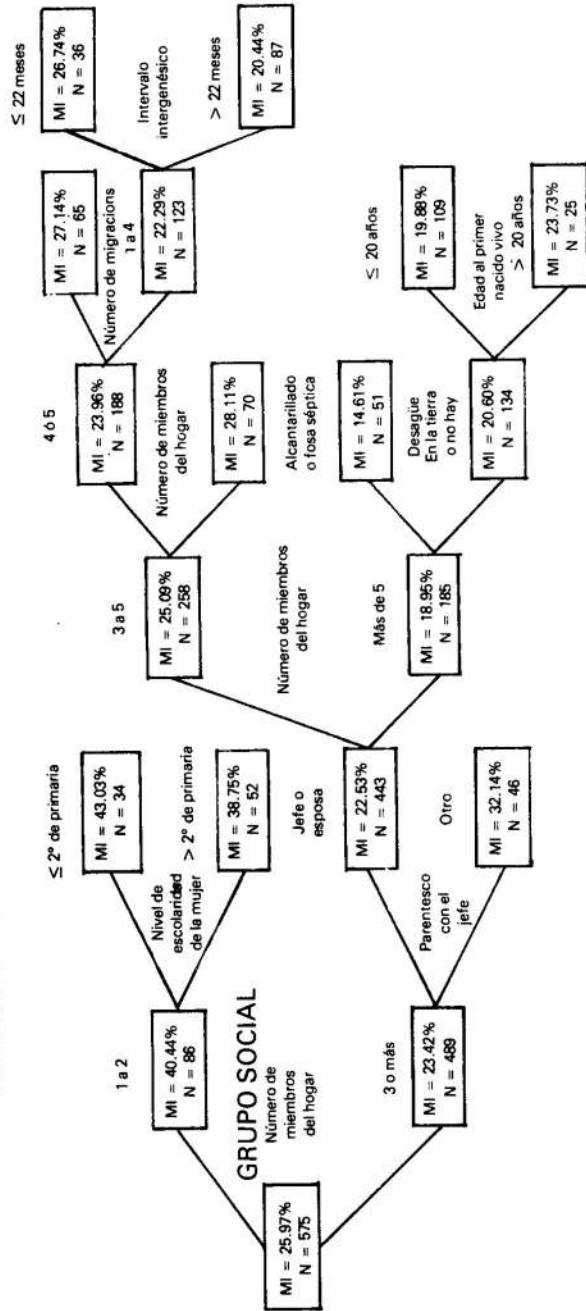 MI = 25.97%
N = 575
GRUPO SOCIAL
Número de
miembros
del hogar
1 a 2
MI = 40.44%
N = 86
3 o más
MI = 23.42%
N = 489
Nivel de
escolaridad
de la mujer
≤ 2º de primaria
MI = 43.03%
N = 34
> 2º de primaria
MI = 38.75%
N = 52
Parentesco
con el
jefe
Jefe o
esposa
MI = 22.53%
N = 443
Otro
MI = 32.14%
N = 46
Número de miembros
del hogar
3 a 5
MI = 25.09%
N = 258
Más de 5
MI = 18.95%
N = 185
Número de miembros
del hogar
4 ó 5
MI = 23.96%
N = 188
MI = 28.11%
N = 70
Alcantarillado
o fosa séptica
MI = 14.61%
N = 51
Desagüe
En la tierra
o no hay
MI = 20.60%
N = 134
MI = 27.14%
N = 65
Número de migracions
1 a 4
MI = 22.29%
N = 123
≤ 20 años
MI = 19.88%
N = 109
Edad al primer
nacido vivo
> 20 años
MI = 23.73%
N = 25
≤ 22 meses
MI = 26.74%
N = 36
Intervalo
intergenésico
> 22 meses
MI = 20.44%
N = 87